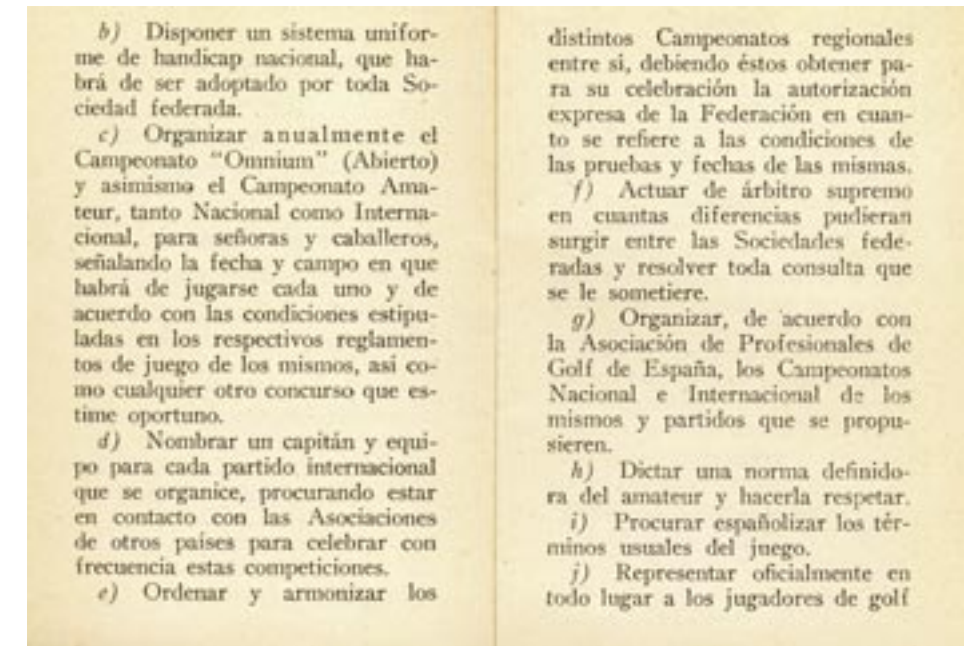 b) Disponer un sistema unifor-
me de handicap nacional, que ha-
brá de ser adoptado por toda So-
ciedad federada.
c) Organizar anualmente el
Campeonato "Omnium" (Abierto)
y asimismo el Campeonato Ama-
teur, tanto Nacional como Interna-
cional, para señoras y caballeros,
señalando la fecha y campo en que
habrá de jugarse cada uno y de
acuerdo con las condiciones estipu-
ladas en los respectivos reglamen-
tos de juego de los mismos, así co-
mo cualquier otro concurso que es-
time oportuno.
d) Nombrar un capitán y equi-
po para cada partido internacional
que se organice, procurando estar
en contacto con las Asociaciones
de otros países para celebrar con
frecuencia estas competiciones.
e) Ordenar y armonizar los
distintos Campeonatos regionales
entre si, debiendo éstos obtener pa-
ra su celebración la autorización
expresa de la Federación en cuan-
to se refiere a las condiciones de
las pruebas y fechas de las mismas.
f) Actuar de árbitro supremo
en cuantas diferencias pudieran
surgir entre las Sociedades fede-
radas y resolver toda consulta que
se le sometiere.
g) Organizar, de acuerdo con
la Asociación de Profesionales de
Golf de España, los Campeonatos
Nacional e Internacional de los
mismos y partidos que se propu-
sieren.
h) Dictar una norma definido-
ra del amateur y hacerla respetar.
i) Procurar españolizar los tér-
minos usuales del juego.
j) Representar oficialmente en
todo lugar a los jugadores de golf